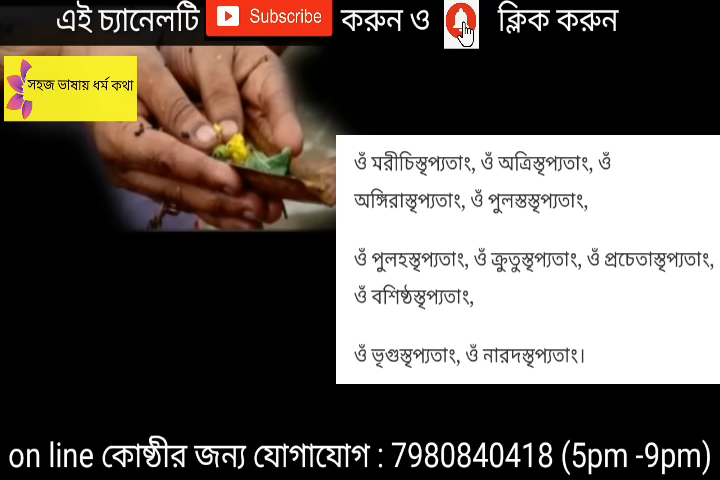 এই চ্যানেলটি Subscribe করুন ও ক্লিক করুন
সহজ ভাষায় ধর্ম কথা
ওঁ মরীচিস্তৃপ্যতাং, ওঁ অত্রিস্তৃপ্যতাং, ওঁ
অঙ্গিরাস্তৃপ্যতাং, ওঁ পুলস্তস্তৃপ্যতাং,
ওঁ পুলহস্তৃপ্যতাং, ওঁ ক্রুতুস্তৃপ্যতাং, ওঁ প্রচেতাস্তৃপ্যতাং,
ওঁ বশিষ্ঠস্তৃপ্যতাং,
ওঁ ভৃগুস্তৃপ্যতাং, ওঁ নারদস্তৃপ্যতাং।
on line কোষ্ঠীর জন্য যোগাযোগ : 7980840418 (5pm -9pm)